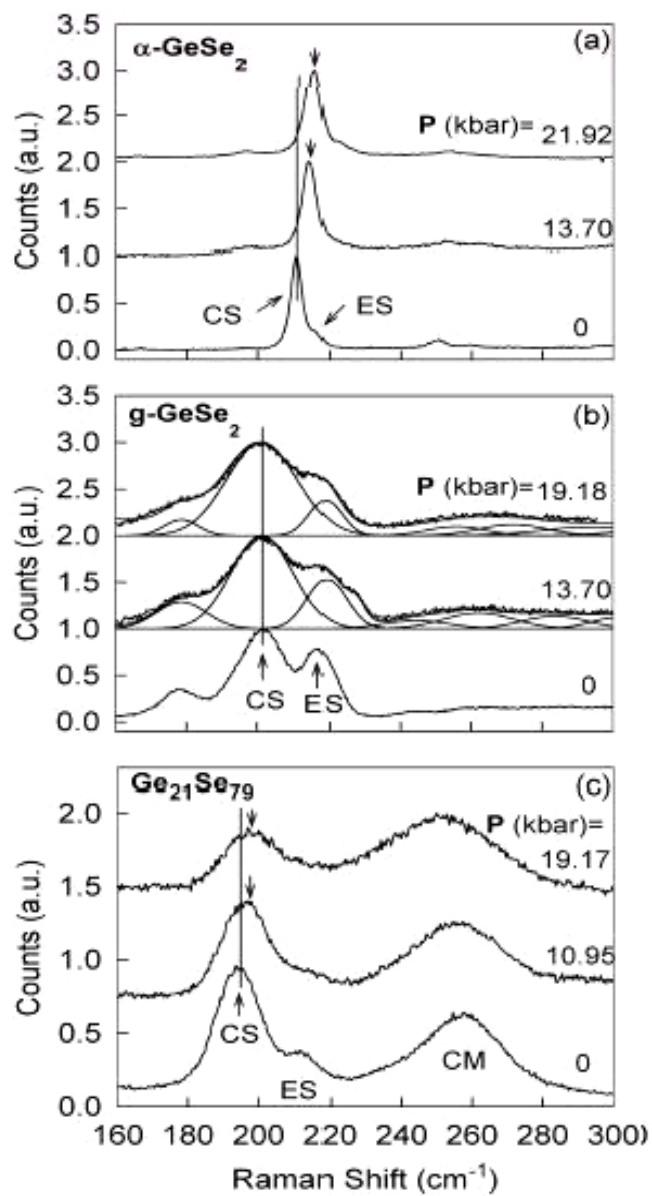 3.5
α-GeSe2
(a)
3.0
P (kbar)= 21.92
2.5
2.0
1.5
13.70
1.0
CS
ES
0.5
0
0.0
Counts (a.u.)
3.5
g-GeSe2
(b)
3.0
P (kbar)=19.18
2.5
2.0
1.5
13.70
1.0
0.5
CS
ES
0
0.0
Counts (a.u.)
Ge21Se79
(c)
2.0
P (kbar)=
19.17
1.5
10.95
1.0
CS
0.5
ES
CM
0
0.0
Counts (a.u.)
160 180 200 220 240 260 280 300)
Raman Shift (cm-1)